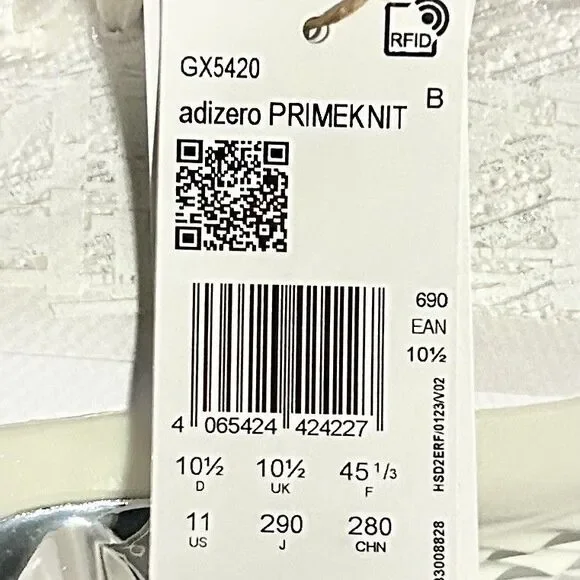 RFID
GX5420
B
adizero PRIMEKNIT
690
EAN
10½
4 065424 424227
10½ 10½ 45 1/3
D UK F
11 290 280
US J CHN
HSD2ERF/0123/V02
33008828